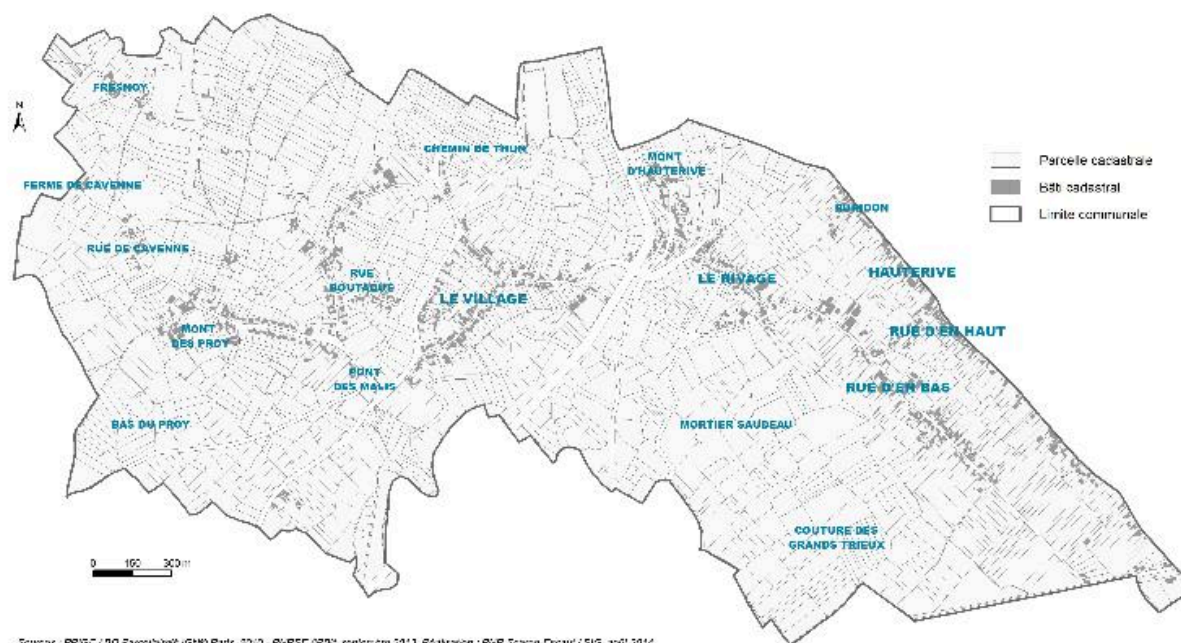 FRESNOY
N
CHEMIN DE THUN
MONT
D'HAUTERIVE
Parcelle cadastrale
FERME DE CAVENNE
Bâti cadastral
Limite communale
RUE DE CAVENNE
RUE
BOUTAQUE
LE VILLAGE
LE RIVAGE
HAUTERIVE
MONT
DES PROY
RUE D'EN HAUT
PONT
DES MALIS
RUE D'EN BAS
BAS DU PROY
MORTIER SAUDEAU
COUTURE DES
GRANDS TRIEUX
0 150 300 m